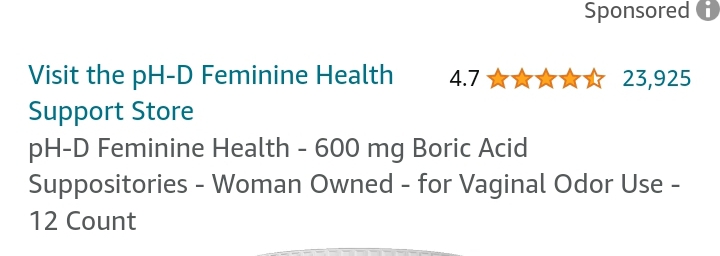 Sponsored
Visit the pH-D Feminine Health
Support Store
4.7
23,925
pH-D Feminine Health - 600 mg Boric Acid
Suppositories - Woman Owned - for Vaginal Odor Use -
12 Count